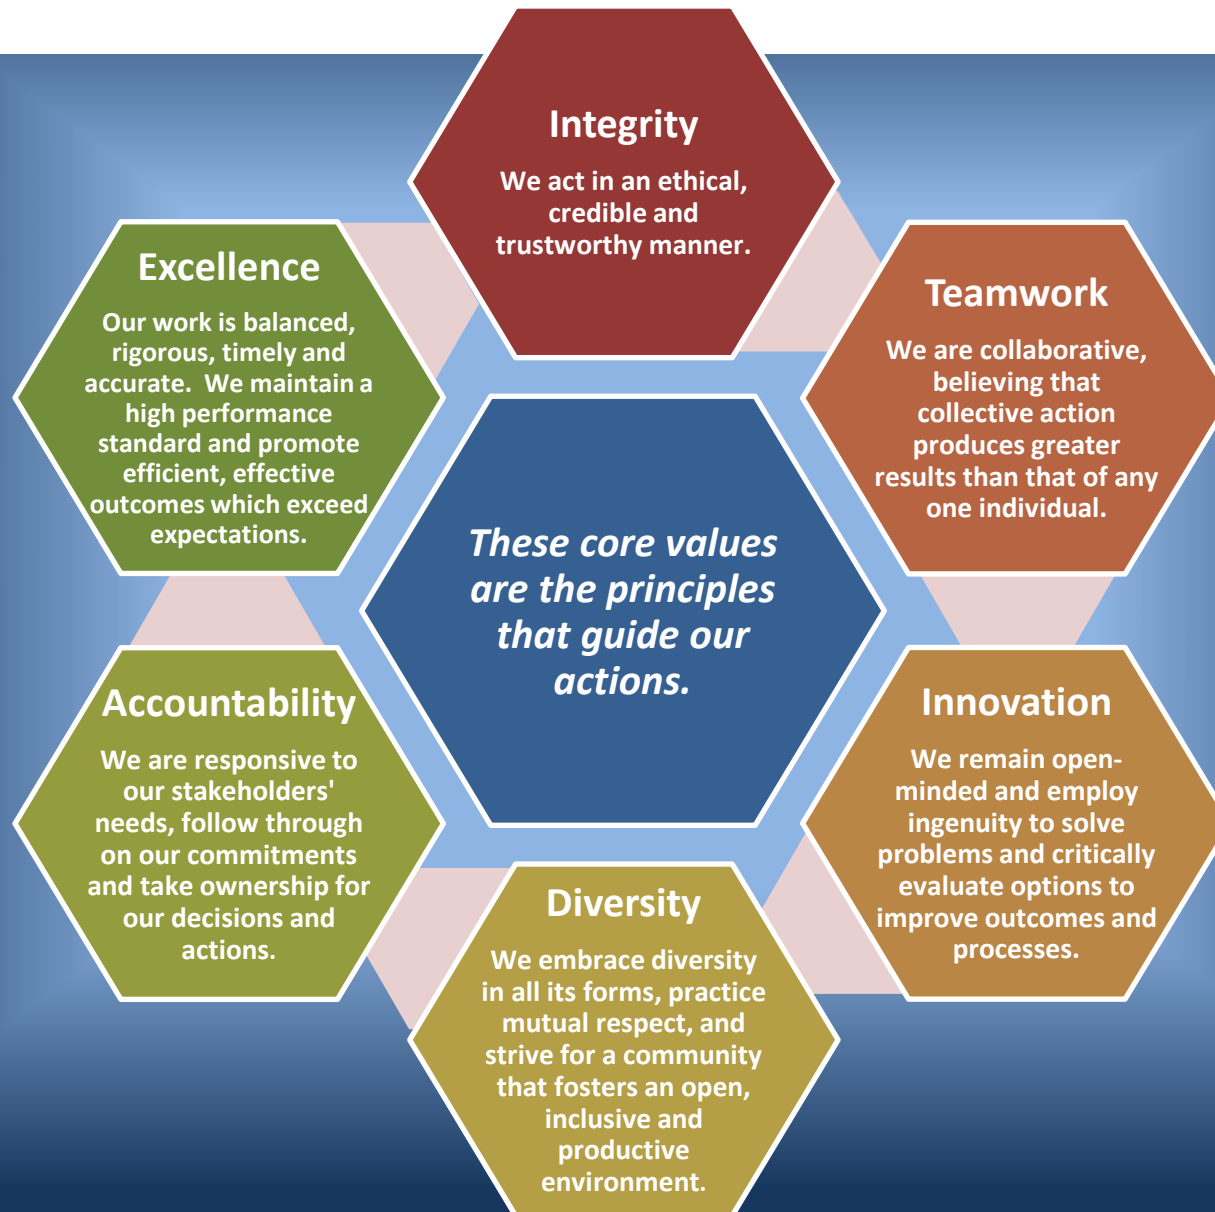 Integrity
We act in an ethical,
credible and
trustworthy manner.
Teamwork
We are collaborative,
believing that
collective action
produces greater
results than that of any
one individual.
Innovation
We remain open-
minded and employ
ingenuity to solve
problems and critically
evaluate options to
improve outcomes and
processes.
Diversity
We embrace diversity
in all its forms, practice
mutual respect, and
strive for a community
that fosters an open,
inclusive and
productive
environment.
Accountability
We are responsive to
our stakeholders'
needs, follow through
on our commitments
and take ownership for
our decisions and
actions.
Excellence
Our work is balanced,
rigorous, timely and
accurate.  We maintain a
high performance
standard and promote
efficient, effective
outcomes which exceed
expectations.
These core values
are the principles
that guide our
actions.